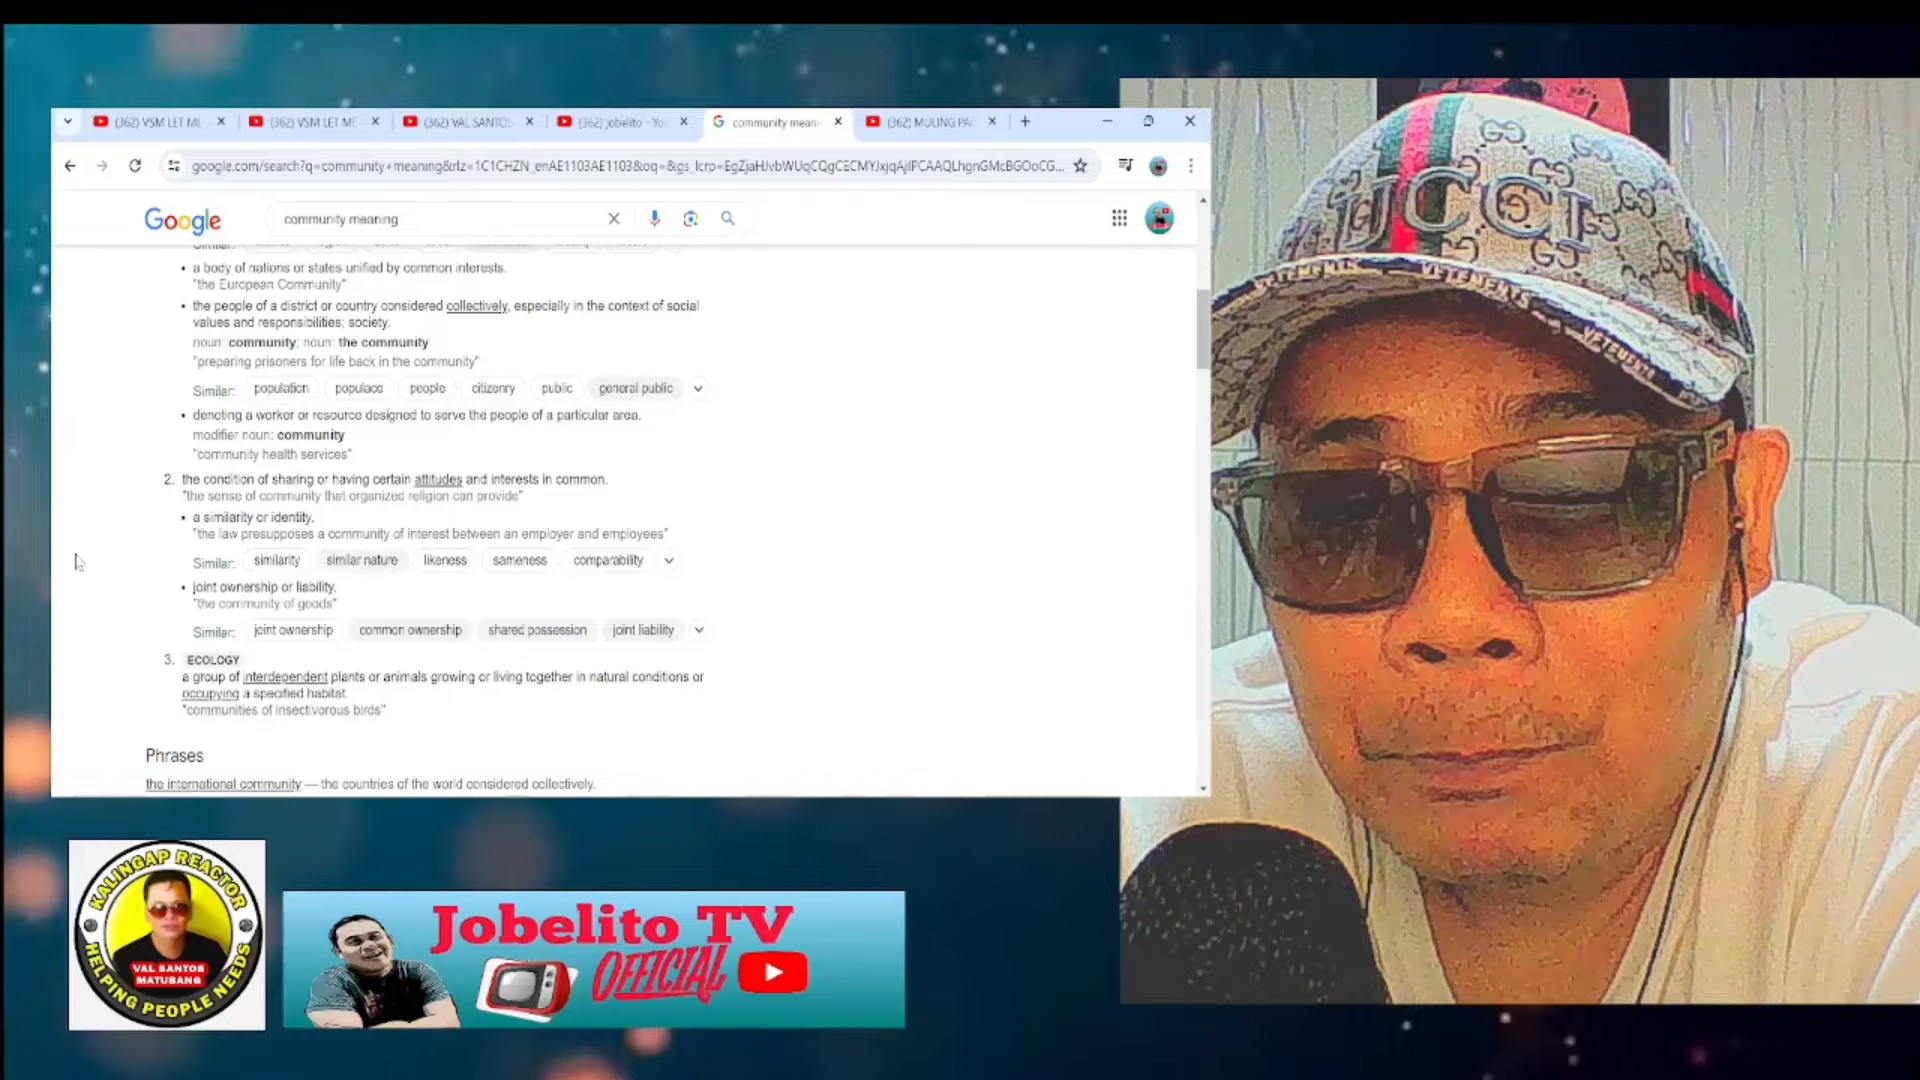 (362) VSM LET ME
(362) VSM LET ME
(362) VAL SANTOS
(362) jobelito - Yo
community meani
(362) MULING PA
google.com/search?q=community+meaning&rlz=1C1CHZN_enAE1103AE1103&oq=&gs_lcrp=
Google
community meaning
• a body of nations or states unified by common interests.
"the European Community"
• the people of a district or country considered collectively, especially in the context of social
values and responsibilities; society.
noun: community; noun: the community
"preparing prisoners for life back in the community"
Similar: population populace people citizenry public general public
• denoting a worker or resource designed to serve the people of a particular area.
modifier noun: community
"community health services"
2. the condition of sharing or having certain attitudes and interests in common.
"the sense of community that organized religion can provide"
• a similarity or identity.
"the law presupposes a community of interest between an employer and employees"
Similar: similarity similar nature likeness sameness comparability
• joint ownership or liability.
"the community of goods"
Similar: joint ownership common ownership shared possession joint liability
3. ECOLOGY
a group of interdependent plants or animals growing or living together in natural conditions or
occupying a specified habitat.
"communities of insectivorous birds"
Phrases
the international community — the countries of the world considered collectively.
VETEMENTS
VETEMENTS
KALINGAP REACTOR
VAL SANTOS
MATUBANG
HELPING PEOPLE NEEDS
Jobelito TV
OFFICIAL